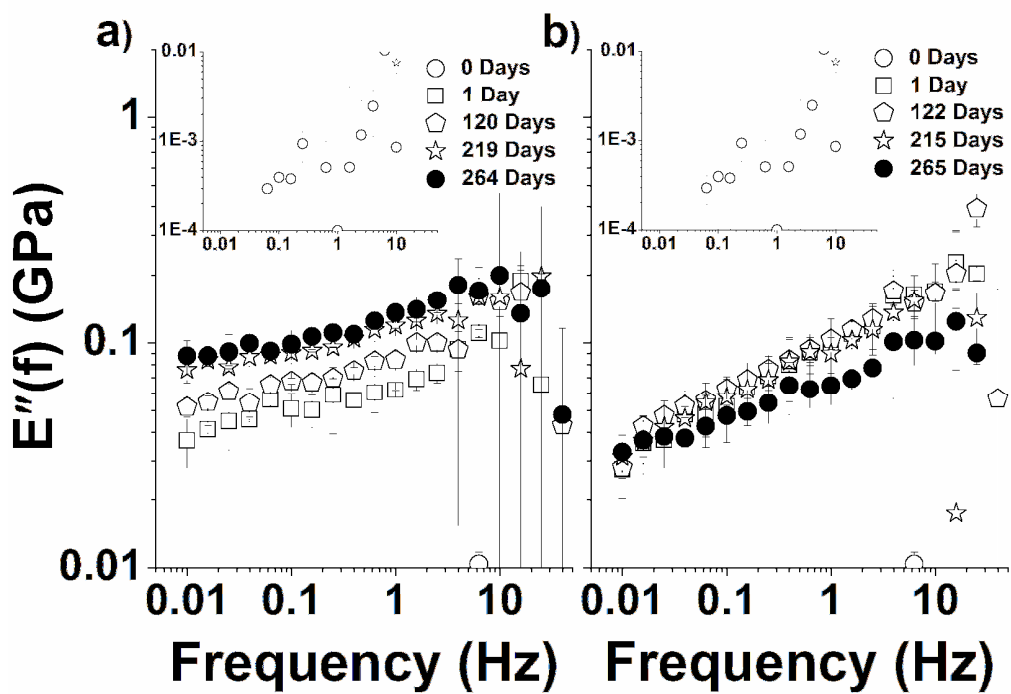 a)
0.01
1E-3
1E-4
0.01
0.1
1
10
0 Days
1 Day
120 Days
219 Days
264 Days
b)
0.01
1E-3
1E-4
0.01
0.1
1
10
0 Days
1 Day
122 Days
215 Days
265 Days
E″(f) (GPa)
1
0.1
0.01
0.01
0.1
1
10
0.01
0.1
1
10
Frequency (Hz)
Frequency (Hz)